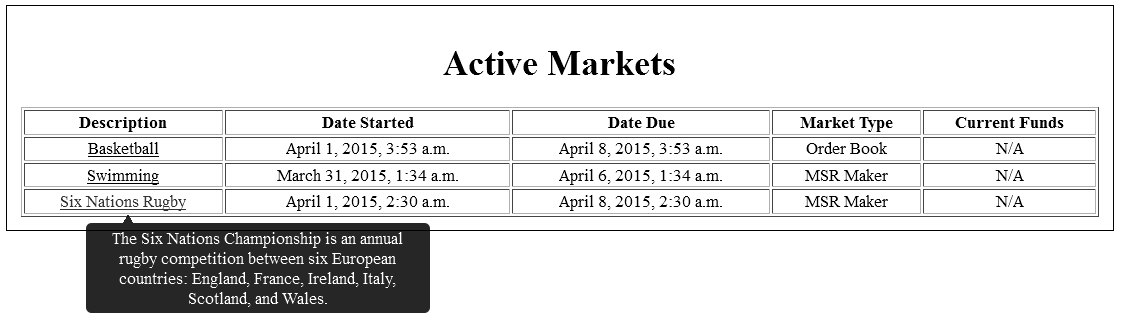 Active Markets
Description Date Started Date Due Market Type Current Funds
Basketball April 1, 2015, 3:53 a.m. April 8, 2015, 3:53 a.m. Order Book N/A
Swimming March 31, 2015, 1:34 a.m. April 6, 2015, 1:34 a.m. MSR Maker N/A
Six Nations Rugby April 1, 2015, 2:30 a.m. April 8, 2015, 2:30 a.m. MSR Maker N/A
The Six Nations Championship is an annual
rugby competition between six European
countries: England, France, Ireland, Italy,
Scotland, and Wales.